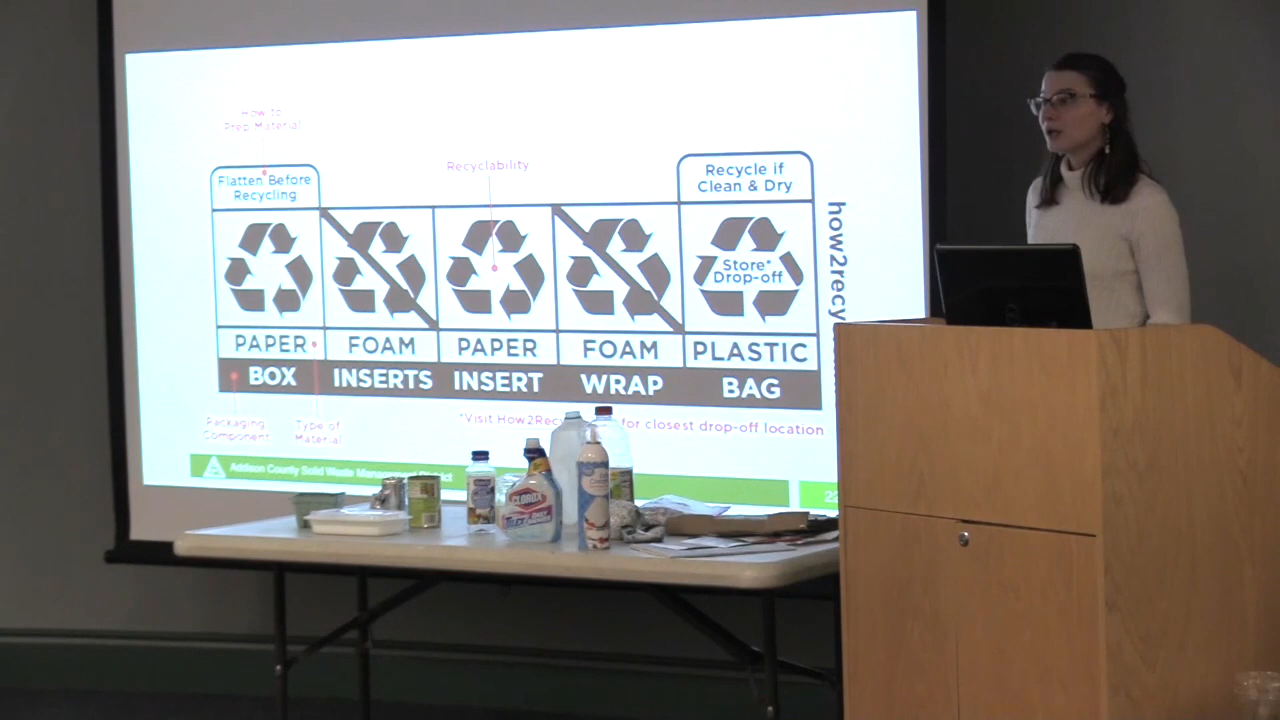 How to
Prep Material
Flatten Before
Recycling
Recyclability
Recycle if
Clean & Dry
Store*
Drop-off
PAPER
FOAM
PAPER
FOAM
PLASTIC
BOX
INSERTS
INSERT
WRAP
BAG
how2recy
Packaging
Component
Type of
Material
*Visit How2Rec
for closest drop-off location
Addison County Solid Waste Management District
CLOROX